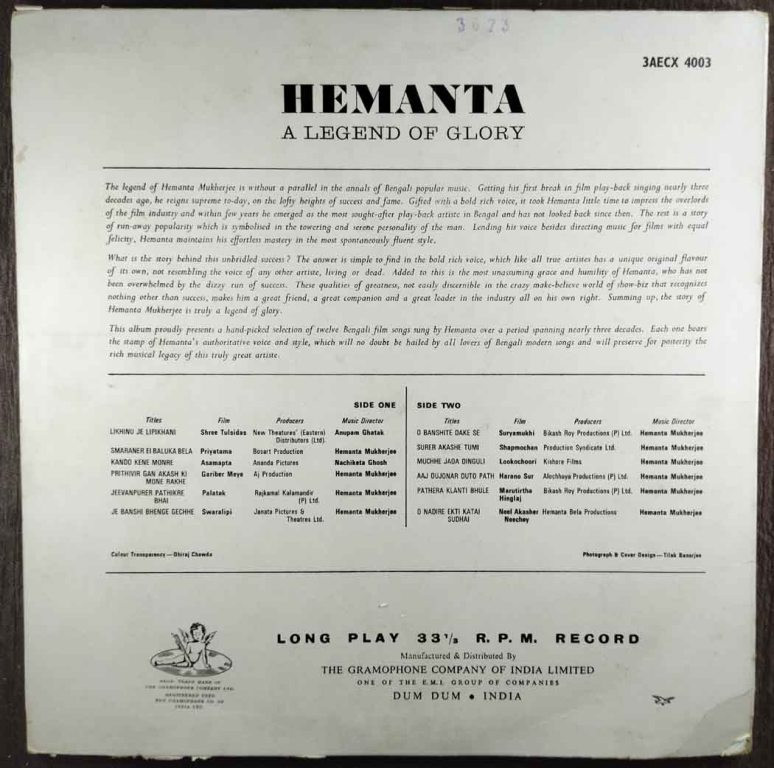 3023
3AECX 4003
HEMANTA
A LEGEND OF GLORY
The legend of Hemanta Mukherjee is without a parallel in the annals of Bengali popular music. Getting his first break in film play-back singing nearly three
decades ago, he reigns supreme to-day, on the lofty heights of success and fame. Gifted with a bold rich voice, it took Hemanta little time to impress the overlords
of the film industry and within few years he emerged as the most sought-after play-back artiste in Bengal and has not looked back since then. The rest is a story
of run-away popularity which is symbolised in the towering and serene personality of the man. Lending his voice besides directing music for films with equal
felicity, Hemanta maintains his effortless mastery in the most spontaneously fluent style.
What is the story behind this unbridled success? The answer is simple to find in the bold rich voice, which like all true artistes has a unique original flavour
of its own, not resembling the voice of any other artiste, living or dead. Added to this is the most unassuming grace and humility of Hemanta, who has not
been overwhelmed by the dizzy run of success. These qualities of greatness, not easily discernible in the crazy make-believe world of show-biz that recognizes
nothing other than success, makes him a great friend, a great companion and a great leader in the industry all on his own right. Summing up, the story of
Hemanta Mukherjee is truly a legend of glory.
This album proudly presents a hand-picked selection of twelve Bengali film songs sung by Hemanta over a period spanning nearly three decades. Each one bears
the stamp of Hemanta's authoritative voice and style, which will no doubt be hailed by all lovers of Bengali modern songs and will preserve for posterity the
rich musical legacy of this truly great artiste.
SIDE ONE
Titles Film Producers Music Director
LIKHINU JE LIPIKHANI Shree Tulsidas New Theatures' (Eastern) Anupam Ghatak
Distributors (Ltd).
SMARANER EI BALUKA BELA Priyatama Bosart Production Hemanta Mukherjee
KANDO KENE MONRE Asamapta Ananda Pictures Nachiketa Ghosh
PRITHIVIR GAN AKASH KI Gariber Meye Aj Production Hemanta Mukherjee
MONE RAKHE
JEEVANPURER PATHIKRE Palatak Rajkamal Kalamandir Hemanta Mukherjee
BHAI (P) Ltd.
JE BANSHI BHENGE GECHHE Swaralipi Janata Pictures & Hemanta Mukherjee
Theatres Ltd.
SIDE TWO
Titles Film Producers Music Director
O BANSHITE DAKE SE Suryamukhi Bikash Roy Productions (P) Ltd. Hemanta Mukherjee
SURER AKASHE TUMI Shapmochan Production Syndicate Ltd. Hemanta Mukherjee
MUCHHE JAOA DINGULI Lookochoori Kishore Films Hemanta Mukherjee
AAJ DUJONAR DUTO PATH Harano Sur Alochhaya Productions (P) Ltd. Hemanta Mukherjee
PATHERA KLANTI BHULE Marutirtha Bikash Roy Productions (P) Ltd. Hemanta Mukherjee
Hinglaj
O NADIRE EKTI KATAI Neel Akasher Hemanta Bela Productions Hemanta Mukherjee
SUDHAI Neechey
Colour Transparency—Dhiraj Chawda
Photograph & Cover Design—Tilak Banerjee
LONG PLAY 33⅓ R.P.M. RECORD
Manufactured & Distributed By
THE GRAMOPHONE COMPANY OF INDIA LIMITED
ONE OF THE E.M.I. GROUP OF COMPANIES
DUM DUM • INDIA
REGD. TRADE MARK OF
THE GRAMOPHONE COMPANY LTD.
REGISTERED USER
THE GRAMOPHONE CO. OF
INDIA LTD.